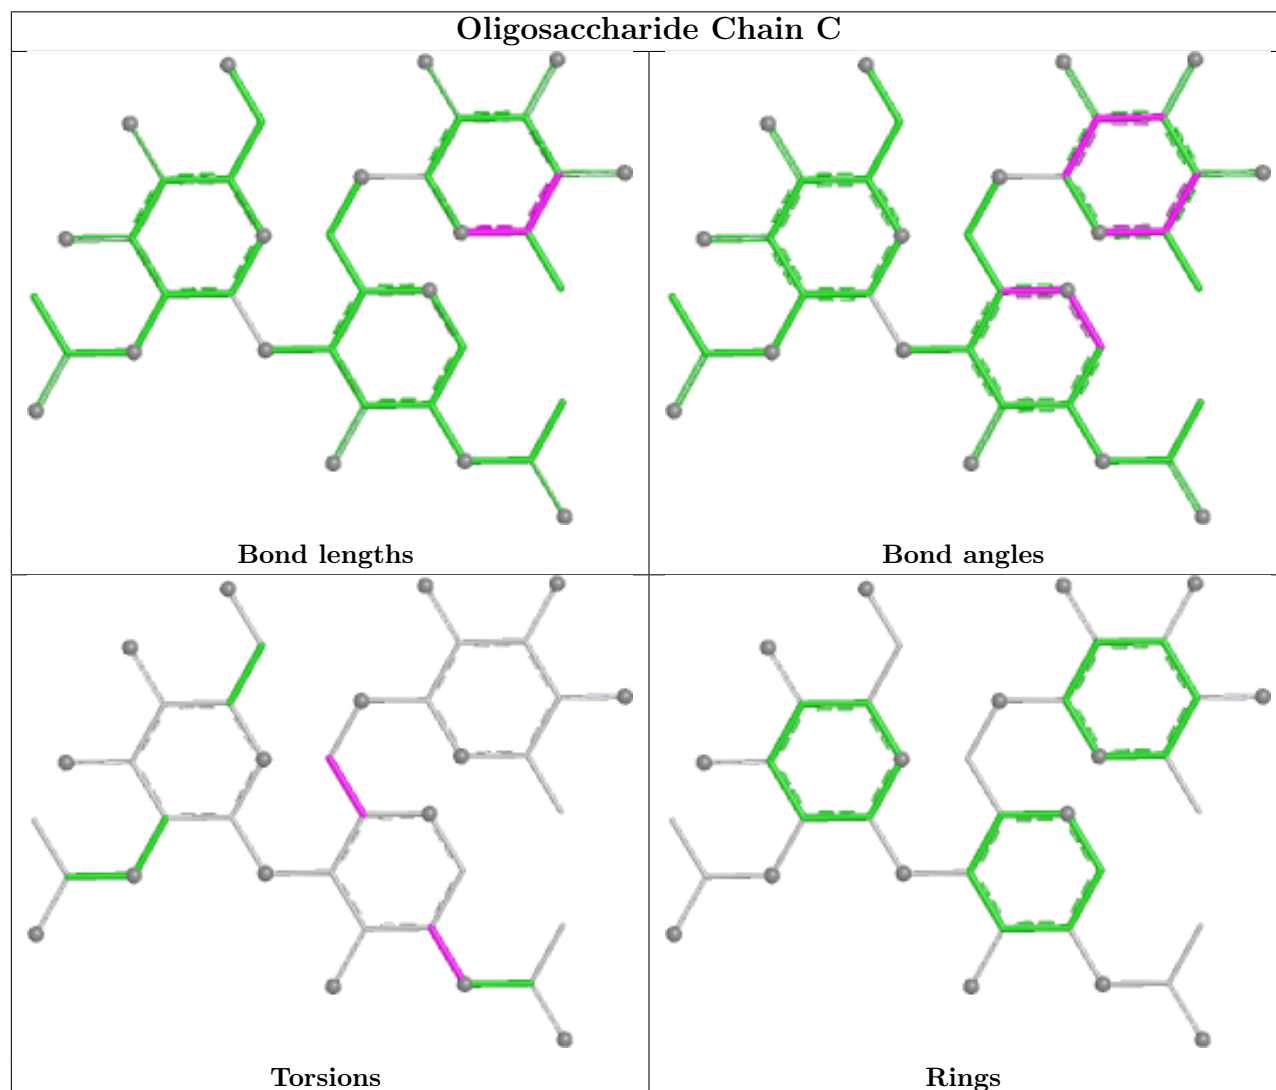 Oligosaccharide Chain C
Bond lengths
Bond angles
Torsions
Rings